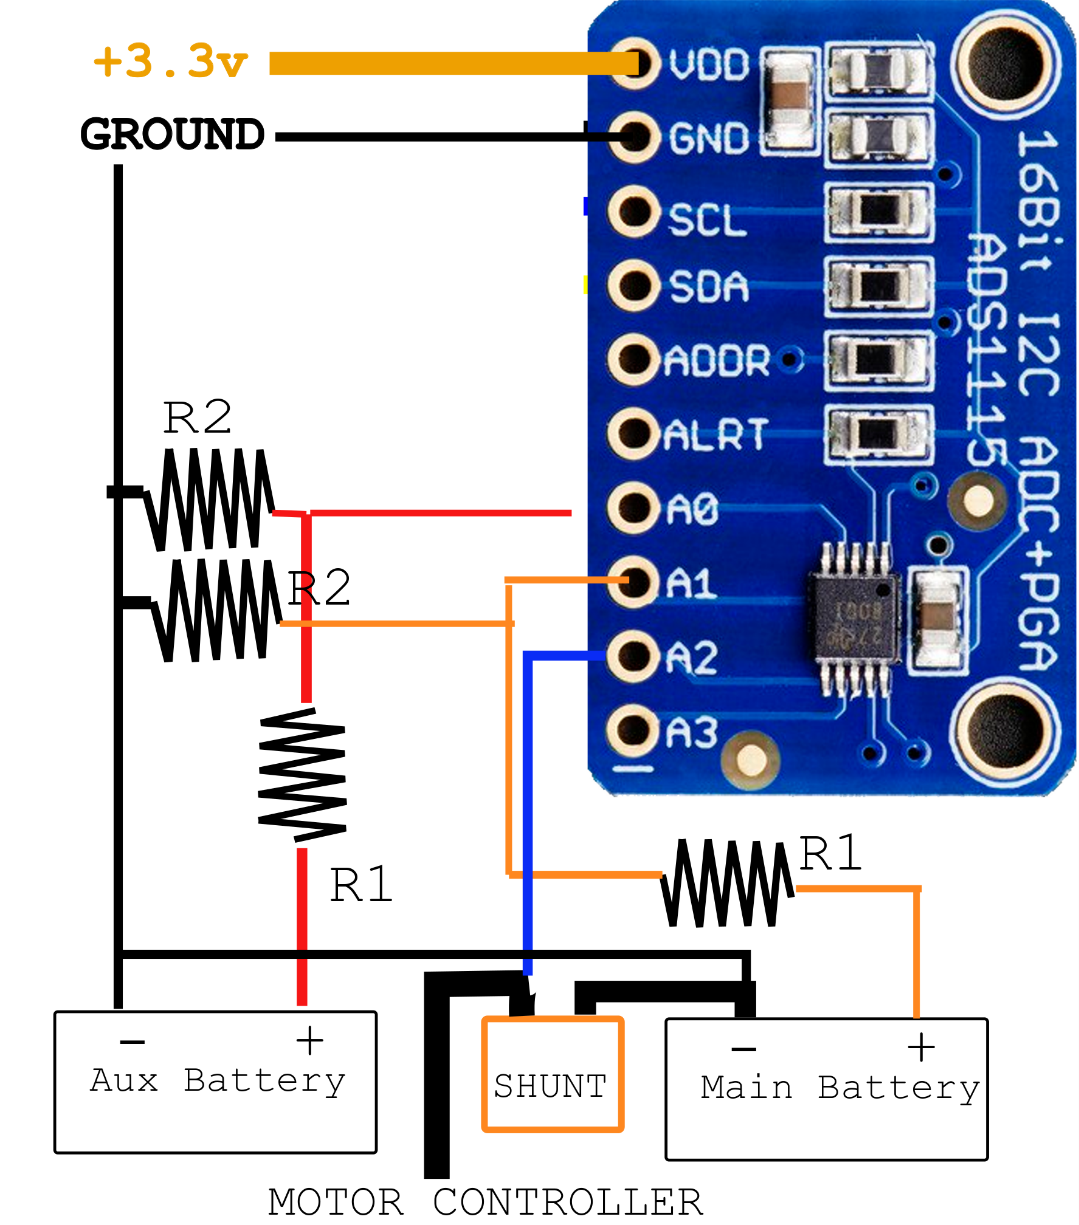 +3.3v
GROUND
VDD
GND
SCL
SDA
ADDR
ALRT
A0
A1
A2
A3
16Bit I2C ADC+PGA
ADS1115
R2
R2
R1
R1
- +
Aux Battery
SHUNT
- +
Main Battery
MOTOR CONTROLLER